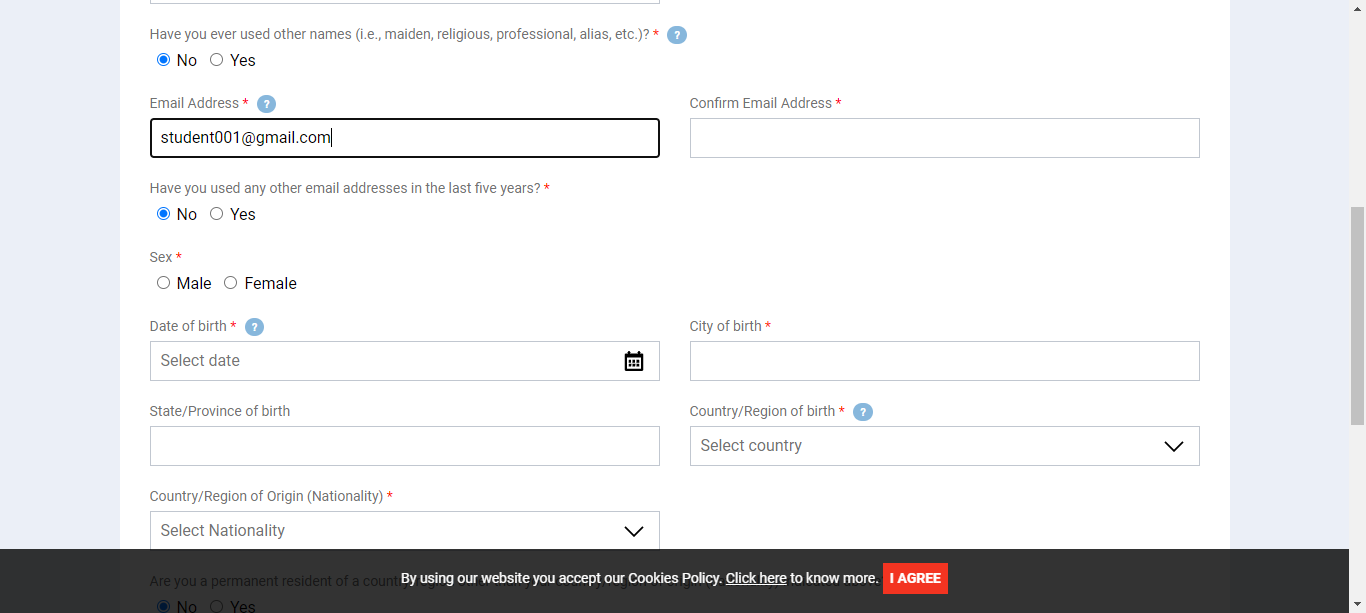 Have you ever used other names (i.e., maiden, religious, professional, alias, etc.)? * ?
No Yes
Email Address * ?
Confirm Email Address *
student001@gmail.com
Have you used any other email addresses in the last five years? *
No Yes
Sex *
Male Female
Date of birth * ?
City of birth *
Select date
State/Province of birth
Country/Region of birth * ?
Select country
Country/Region of Origin (Nationality) *
Select Nationality
Are you a permanent resident of a country
By using our website you accept our Cookies Policy. Click here to know more. I AGREE
No Yes